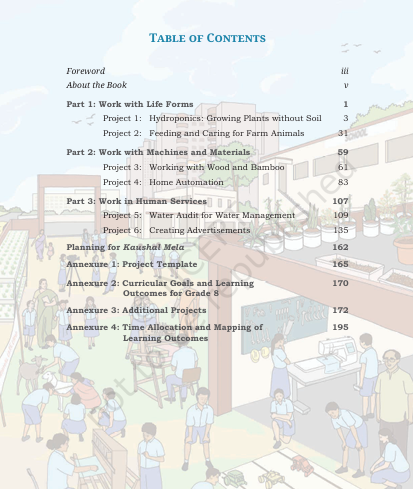 TABLE OF CONTENTS
Foreword iii
About the Book v
Part 1: Work with Life Forms 1
Project 1: Hydroponics: Growing Plants without Soil 3
Project 2: Feeding and Caring for Farm Animals 31
Part 2: Work with Machines and Materials 59
Project 3: Working with Wood and Bamboo 61
Project 4: Home Automation 83
Part 3: Work in Human Services 107
Project 5: Water Audit for Water Management 109
Project 6: Creating Advertisements 135
Planning for Kaushal Mela 162
Annexure 1: Project Template 165
Annexure 2: Curricular Goals and Learning 170
Outcomes for Grade 8
Annexure 3: Additional Projects 172
Annexure 4: Time Allocation and Mapping of 195
Learning Outcomes